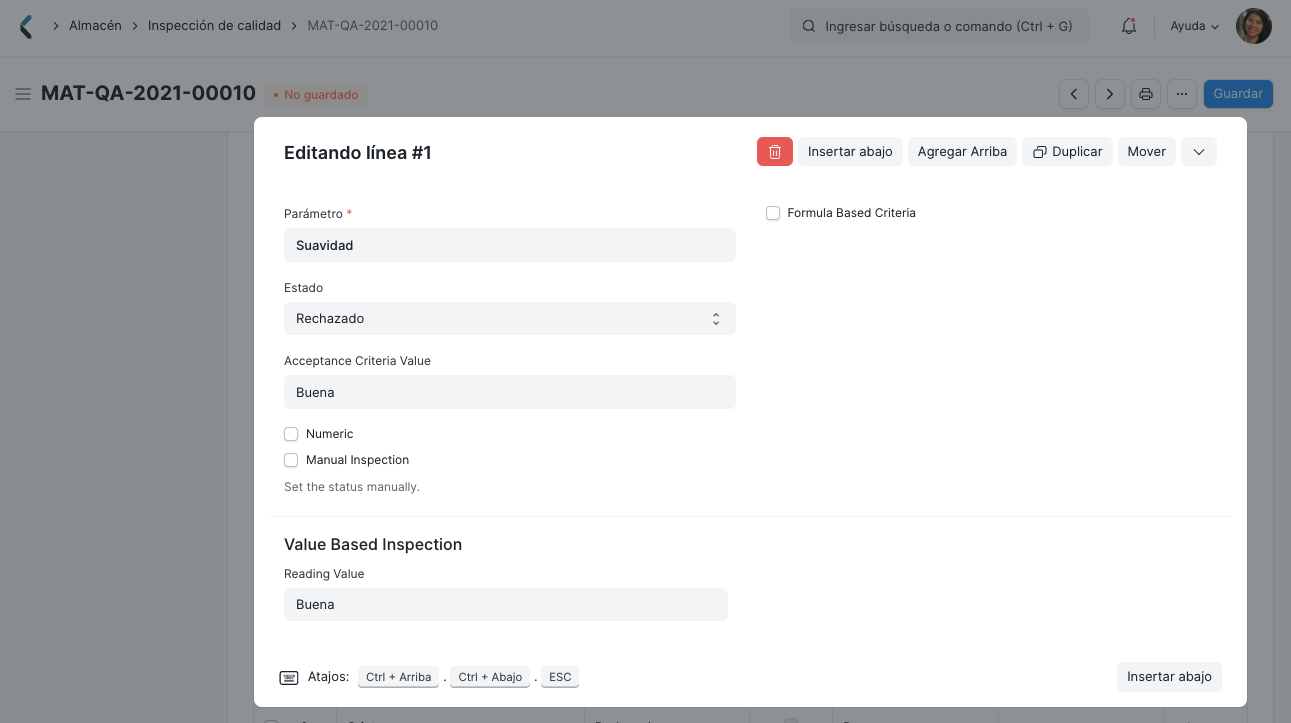 Almacén > Inspección de calidad > MAT-QA-2021-00010
Ingresar búsqueda o comando (Ctrl + G)
Ayuda
MAT-QA-2021-00010
• No guardado
Guardar
Editando línea #1
Insertar abajo
Agregar Arriba
Duplicar
Mover
Parámetro *
Formula Based Criteria
Suavidad
Estado
Rechazado
Acceptance Criteria Value
Buena
Numeric
Manual Inspection
Set the status manually.
Value Based Inspection
Reading Value
Buena
Atajos: Ctrl + Arriba . Ctrl + Abajo . ESC
Insertar abajo